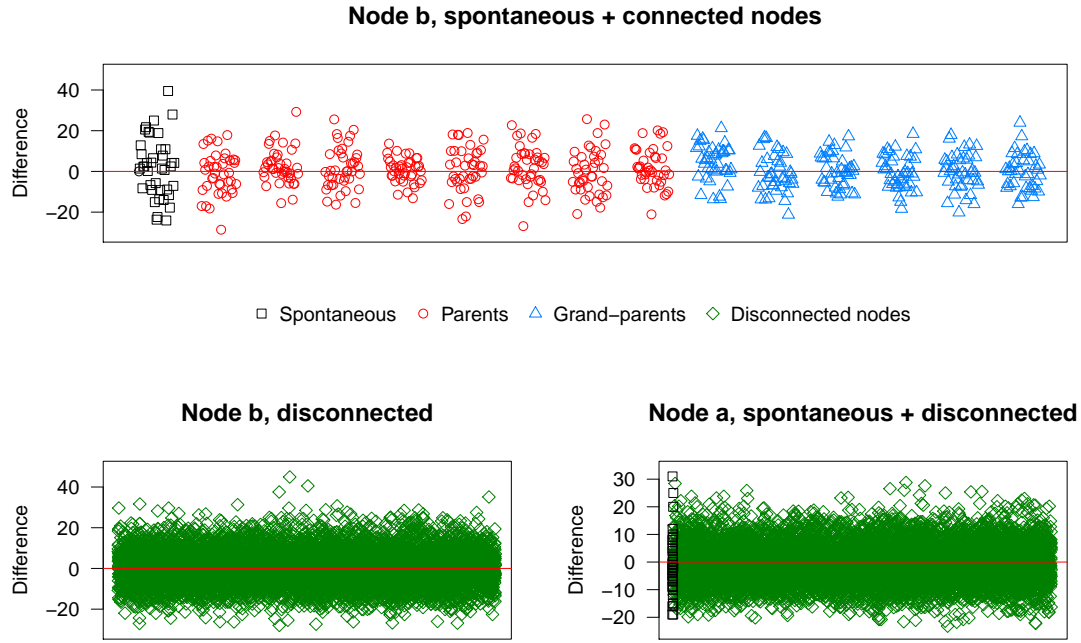 Node b, spontaneous + connected nodes
Difference
40
20
0
−20
Spontaneous Parents Grand−parents Disconnected nodes
Node b, disconnected
Difference
40
20
0
−20
Node a, spontaneous + disconnected
Difference
30
20
10
0
−10
−20